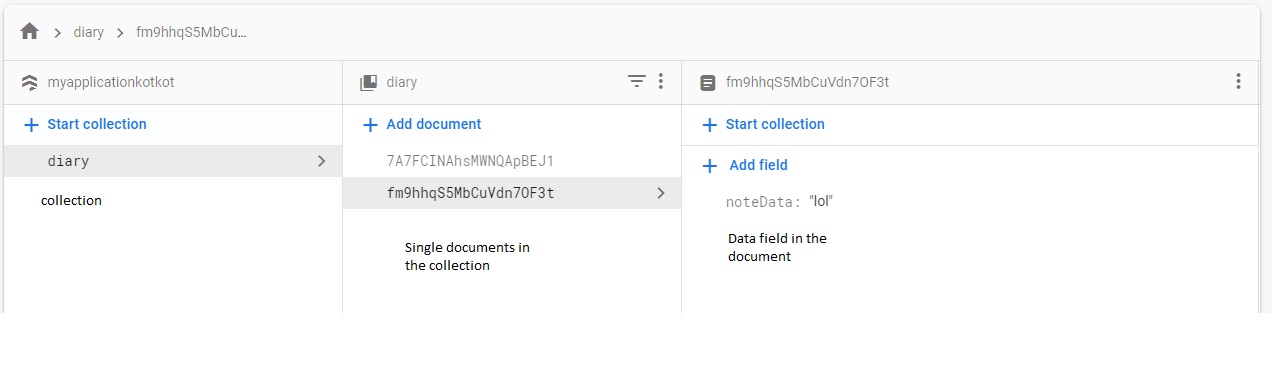 diary
fm9hhqS5MbCu…
myapplicationkotkot
diary
fm9hhqS5MbCuVdn7OF3t
Start collection
Add document
Start collection
diary
7A7FCINAhsMWNQApBEJ1
Add field
fm9hhqS5MbCuVdn7OF3t
collection
noteData: "lol"
Single documents in
the collection
Data field in the
document